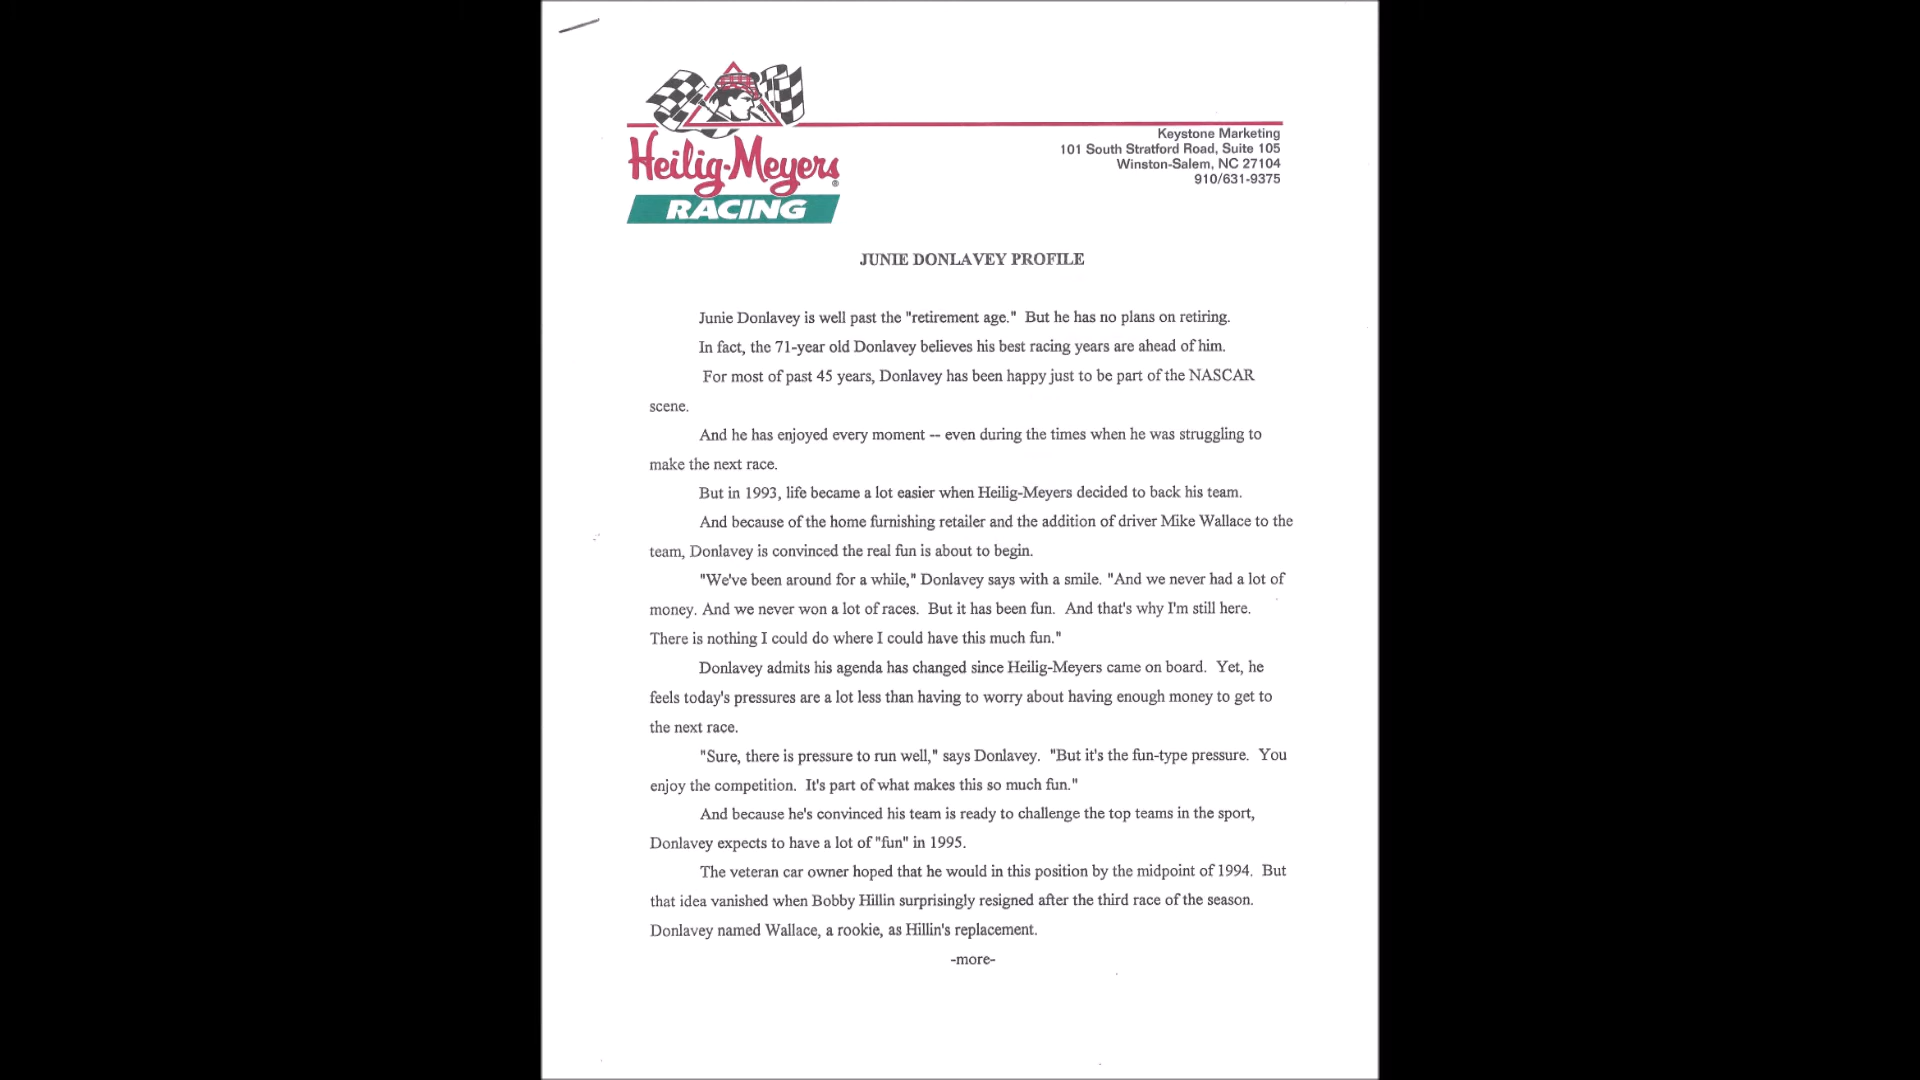 Heilig-Meyers®
RACING
Keystone Marketing
101 South Stratford Road, Suite 105
Winston-Salem, NC 27104
910/631-9375
JUNIE DONLAVEY PROFILE
Junie Donlavey is well past the "retirement age."  But he has no plans on retiring.
In fact, the 71-year old Donlavey believes his best racing years are ahead of him.
For most of past 45 years, Donlavey has been happy just to be part of the NASCAR
scene.
And he has enjoyed every moment -- even during the times when he was struggling to
make the next race.
But in 1993, life became a lot easier when Heilig-Meyers decided to back his team.
And because of the home furnishing retailer and the addition of driver Mike Wallace to the
team, Donlavey is convinced the real fun is about to begin.
"We've been around for a while," Donlavey says with a smile. "And we never had a lot of
money. And we never won a lot of races.  But it has been fun.  And that's why I'm still here.
There is nothing I could do where I could have this much fun."
Donlavey admits his agenda has changed since Heilig-Meyers came on board.  Yet, he
feels today's pressures are a lot less than having to worry about having enough money to get to
the next race.
"Sure, there is pressure to run well," says Donlavey.  "But it's the fun-type pressure.  You
enjoy the competition.  It's part of what makes this so much fun."
And because he's convinced his team is ready to challenge the top teams in the sport,
Donlavey expects to have a lot of "fun" in 1995.
The veteran car owner hoped that he would in this position by the midpoint of 1994.  But
that idea vanished when Bobby Hillin surprisingly resigned after the third race of the season.
Donlavey named Wallace, a rookie, as Hillin's replacement.
-more-